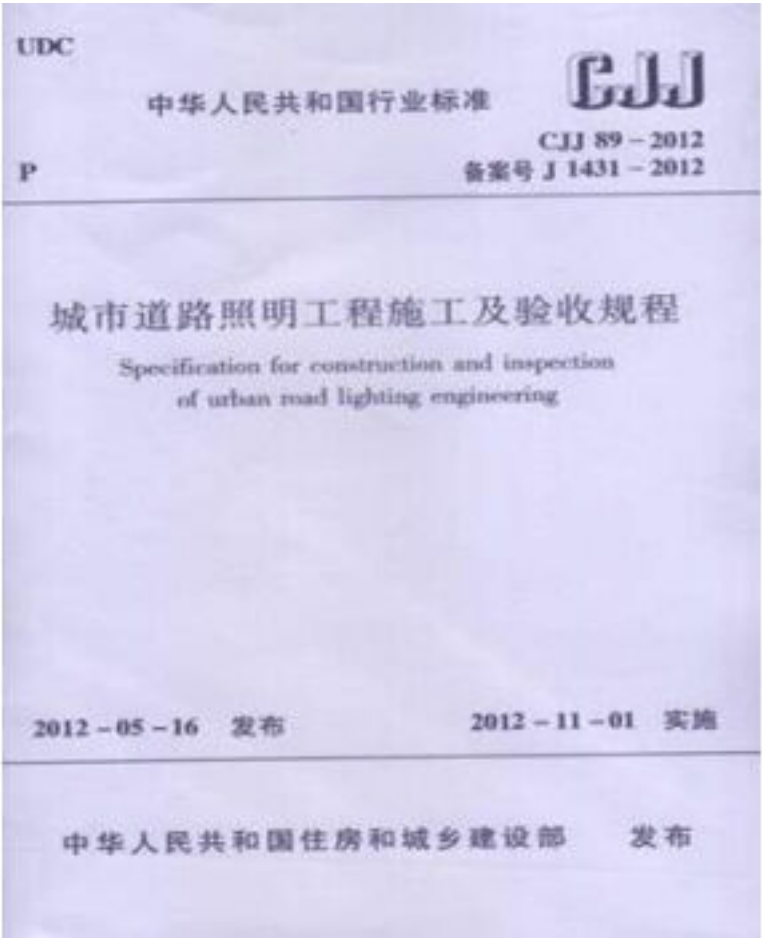 UDC
中华人民共和国行业标准
CJJ
CJJ 89－2012
P
备案号 J 1431－2012
城市道路照明工程施工及验收规程
Specification for construction and inspection
of urban road lighting engineering
2012－05－16 发布
2012－11－01 实施
中华人民共和国住房和城乡建设部 发布